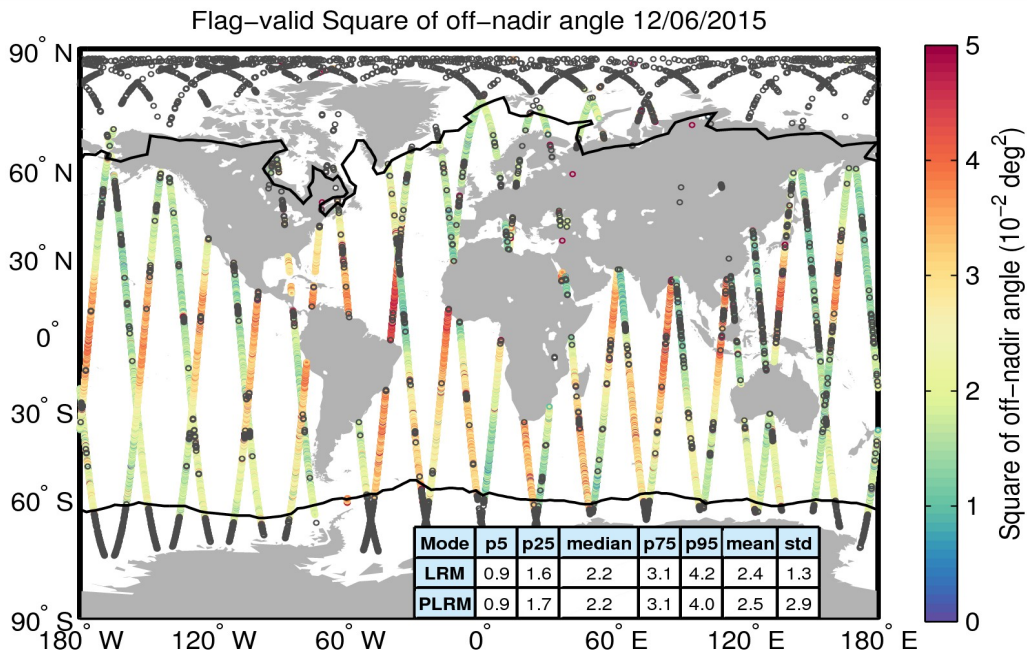 Flag−valid Square of off−nadir angle 12/06/2015
90° N
60° N
30° N
0°
30° S
60° S
90° S
180° W
120° W
60° W
0°
60° E
120° E
180° E
Mode p5 p25 median p75 p95 mean std
LRM 0.9 1.6 2.2 3.1 4.2 2.4 1.3
PLRM 0.9 1.7 2.2 3.1 4.0 2.5 2.9
5
4
3
2
1
0
Square of off−nadir angle (10⁻² deg²)